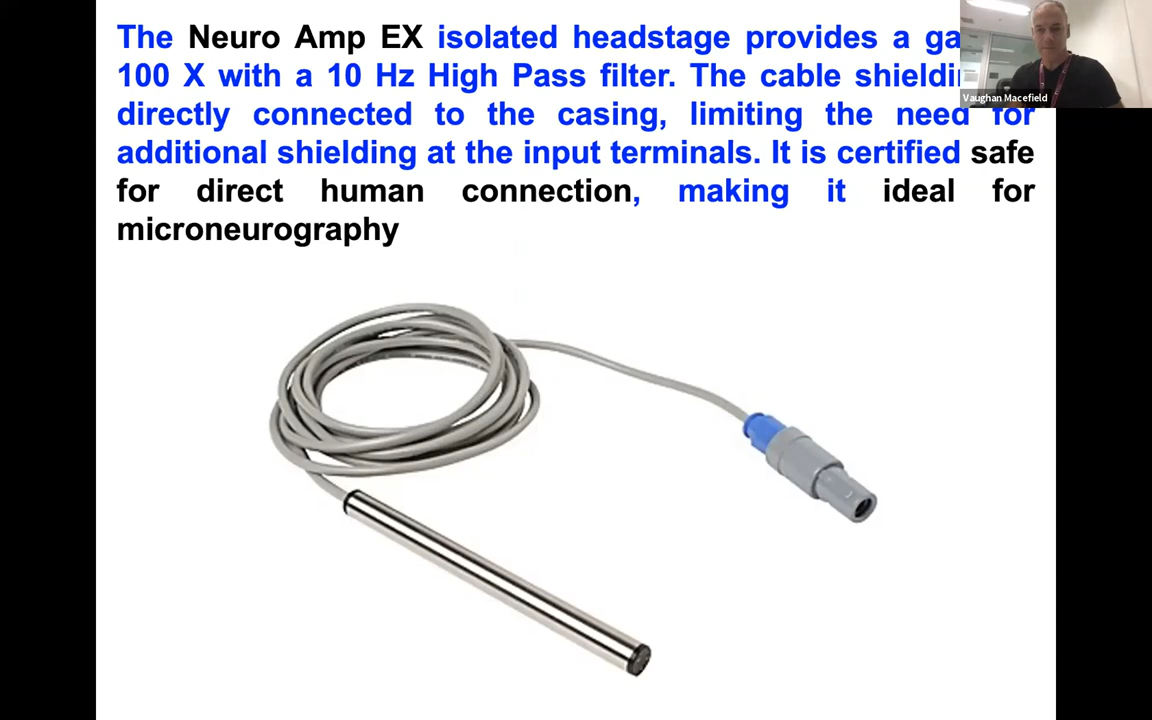 The Neuro Amp EX isolated headstage provides a
100 X with a 10 Hz High Pass filter. The cable
directly connected to the casing, limiting the need for
additional shielding at the input terminals. It is certified safe
for direct human connection, making it ideal for
microneurography
Vaughan Macefield